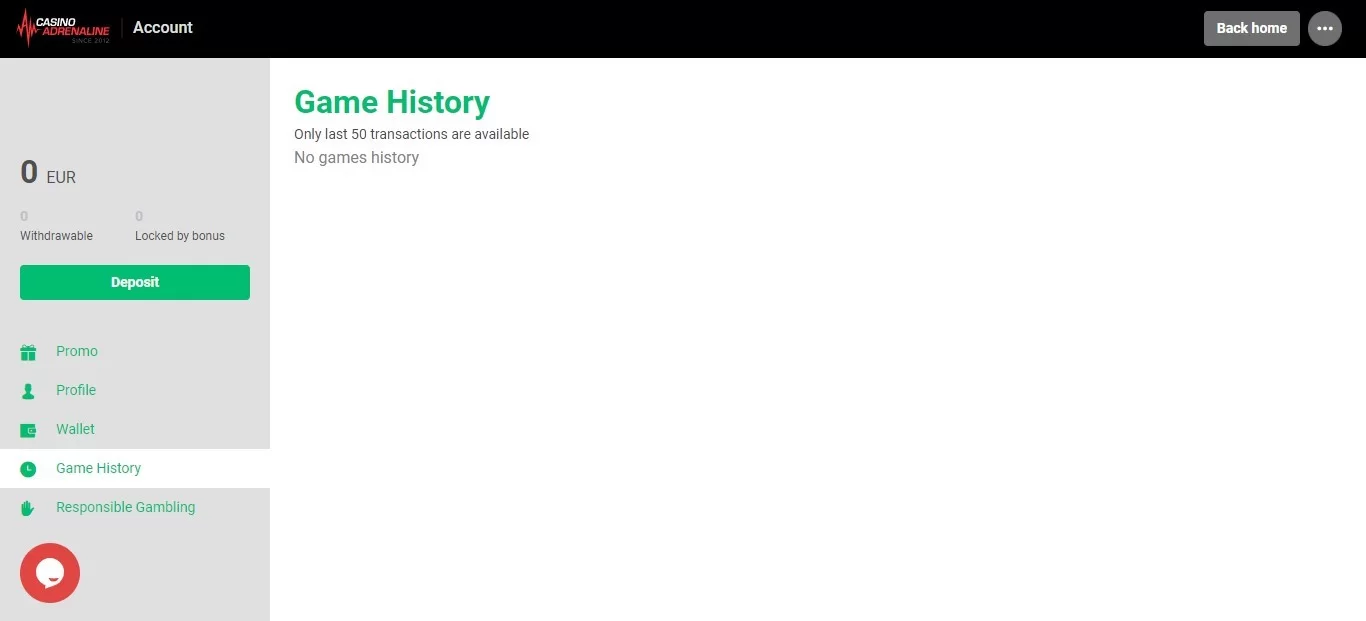 CASINO
ADRENALINE
SINCE 2012
Account
Back home
Game History
Only last 50 transactions are available
No games history
0 EUR
0 0
Withdrawable Locked by bonus
Deposit
Promo
Profile
Wallet
Game History
Responsible Gambling